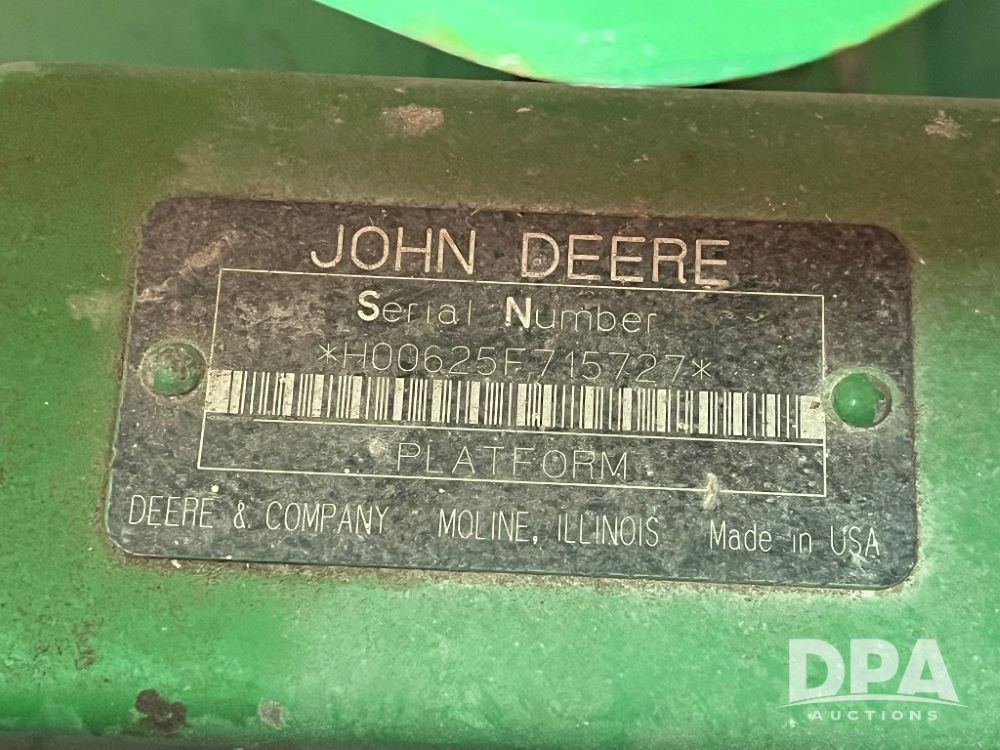 JOHN DEERE
Serial Number
*H00625F715727*
PLATFORM
DEERE & COMPANY MOLINE, ILLINOIS Made in USA
DPA
AUCTIONS